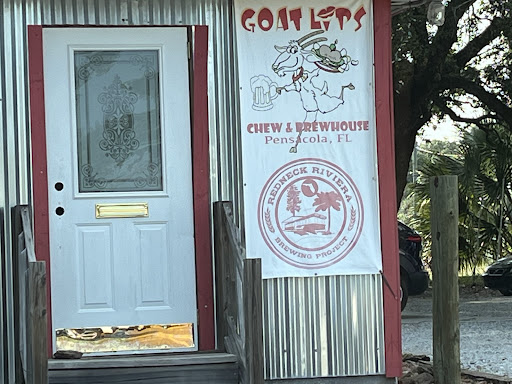 GOAT LIPS
CHEW & BREWHOUSE
Pensacola, FL
REDNECK RIVIERA
BREWING PROJECT